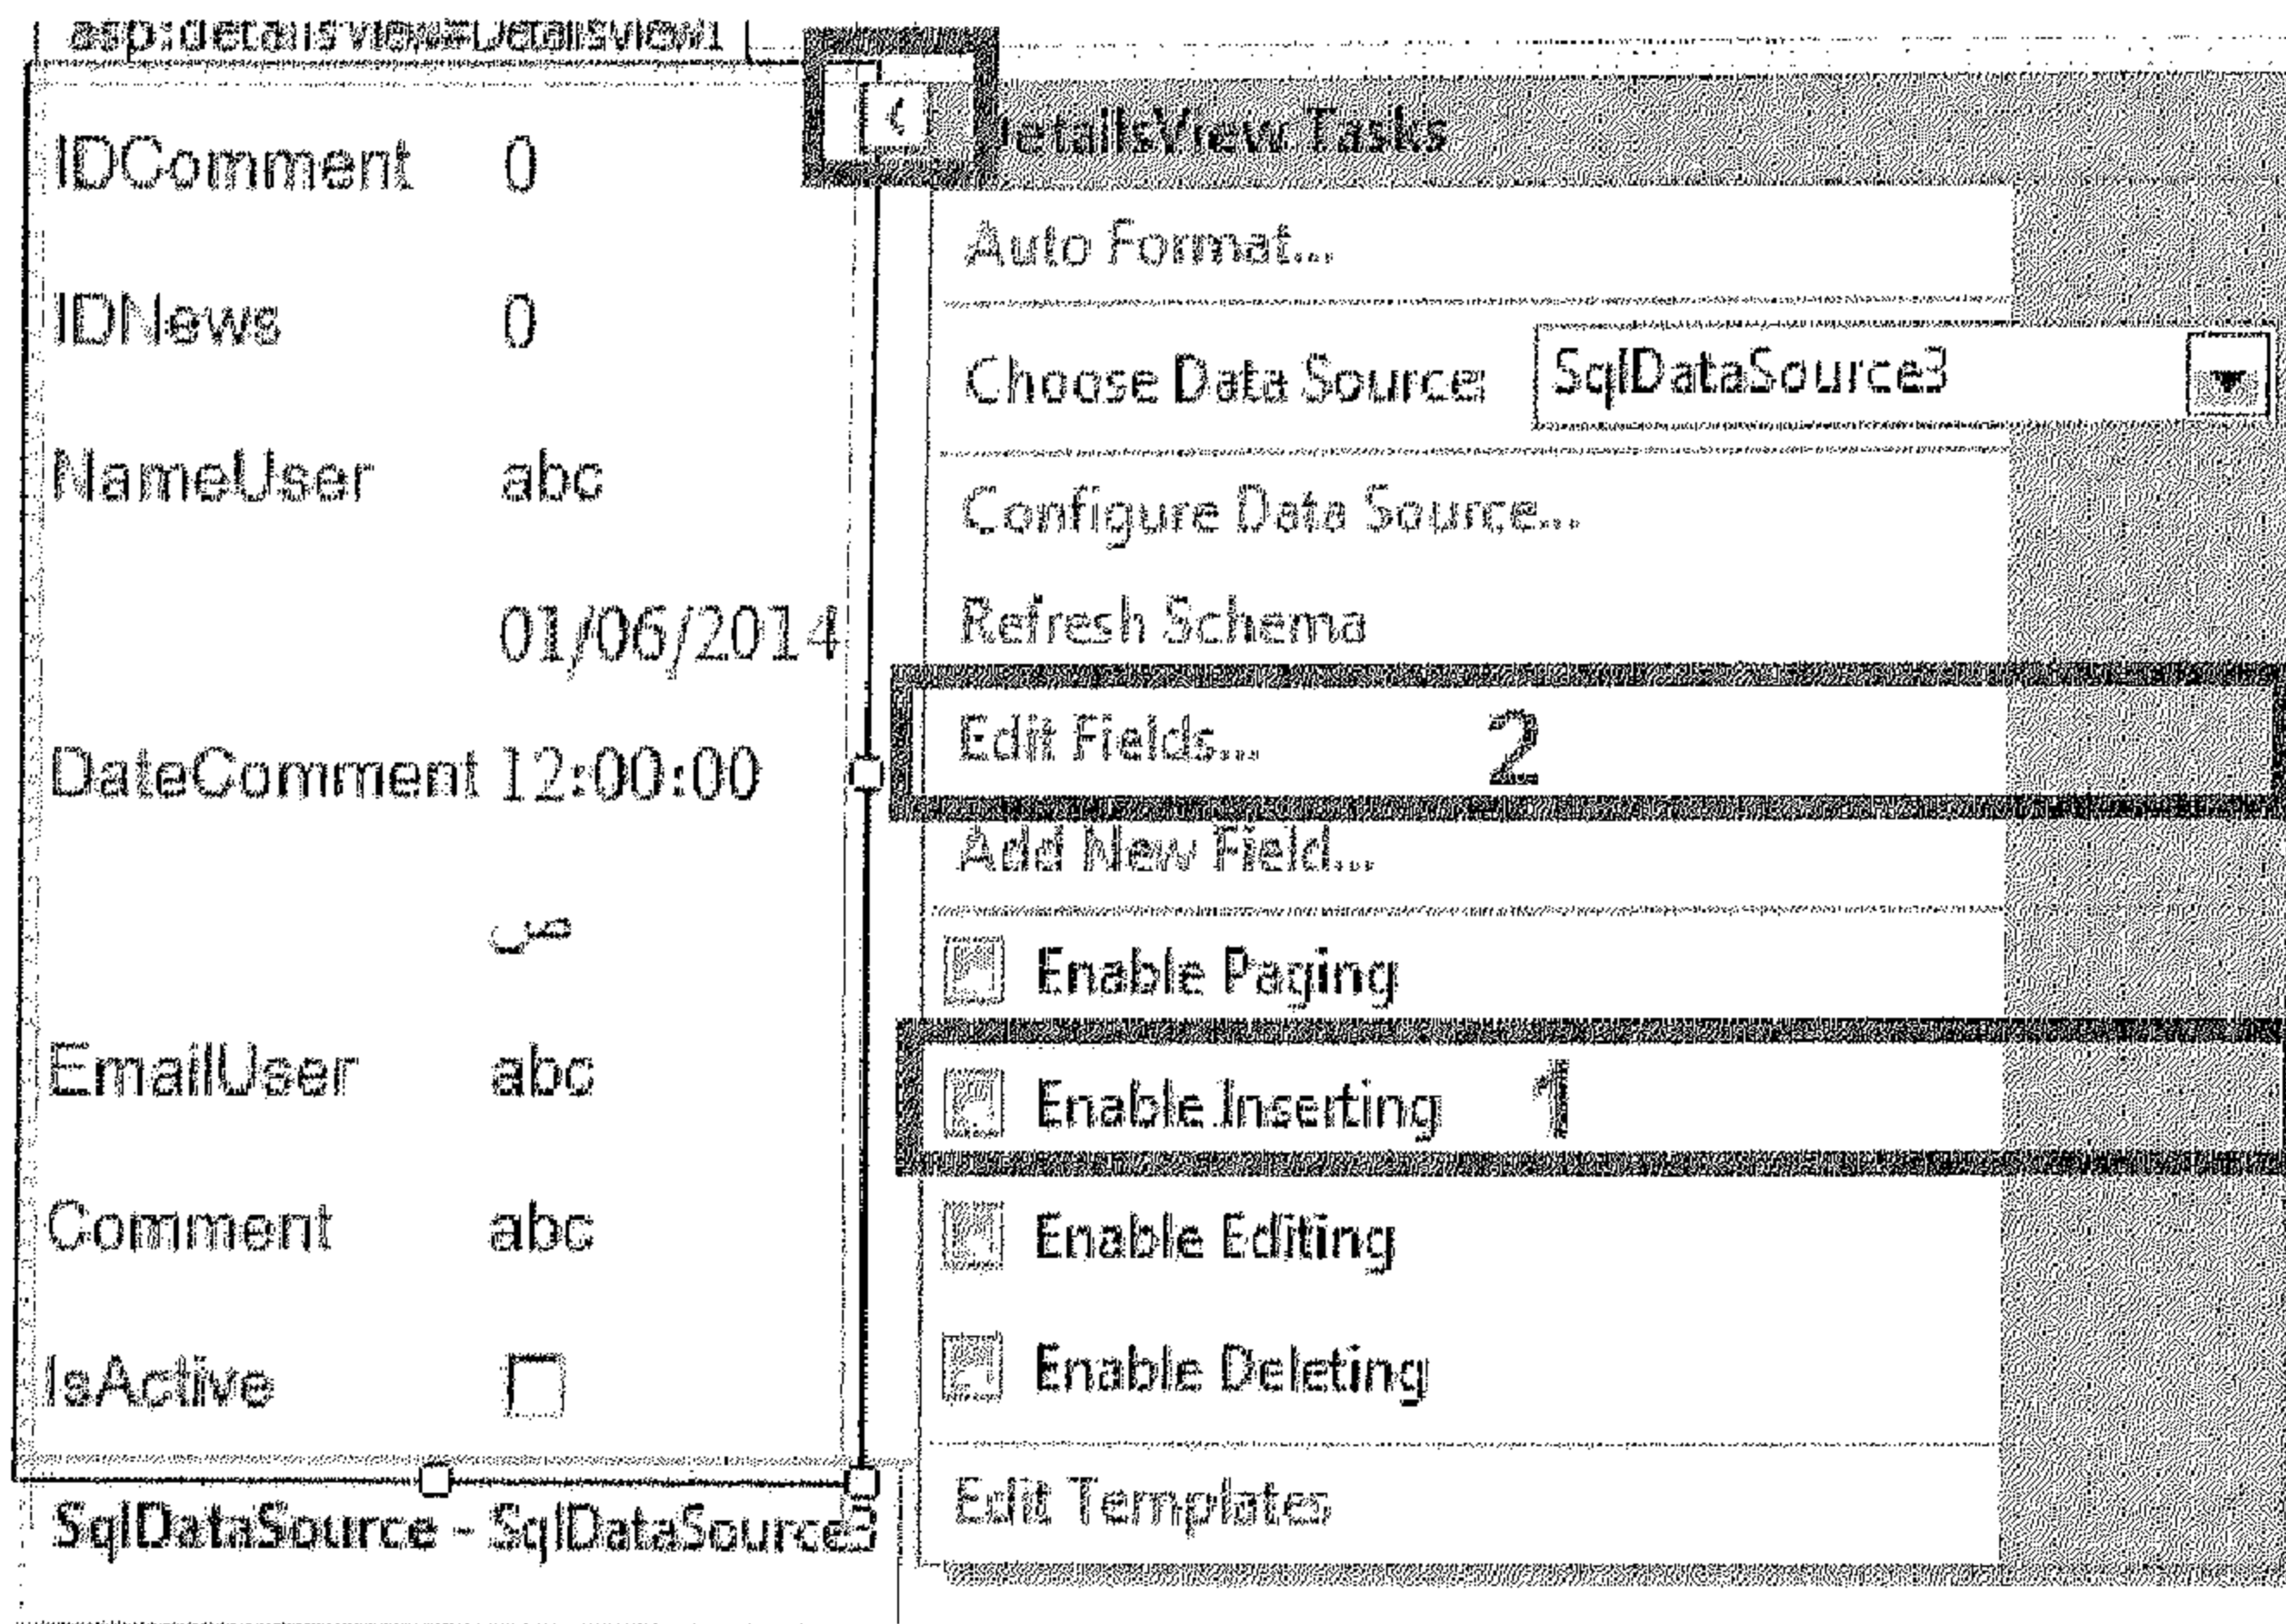 asp:detailsview#DetailsView1
IDComment 0
IDNews 0
NameUser abc
01/06/2014
DateComment 12:00:00
ص
EmailUser abc
Comment abc
IsActive
SqlDataSource - SqlDataSource3
DetailsView Tasks
Auto Format...
Choose Data Source: SqlDataSource3
Configure Data Source...
Refresh Schema
Edit Fields... 2
Add New Field...
Enable Paging
Enable Inserting 1
Enable Editing
Enable Deleting
Edit Templates